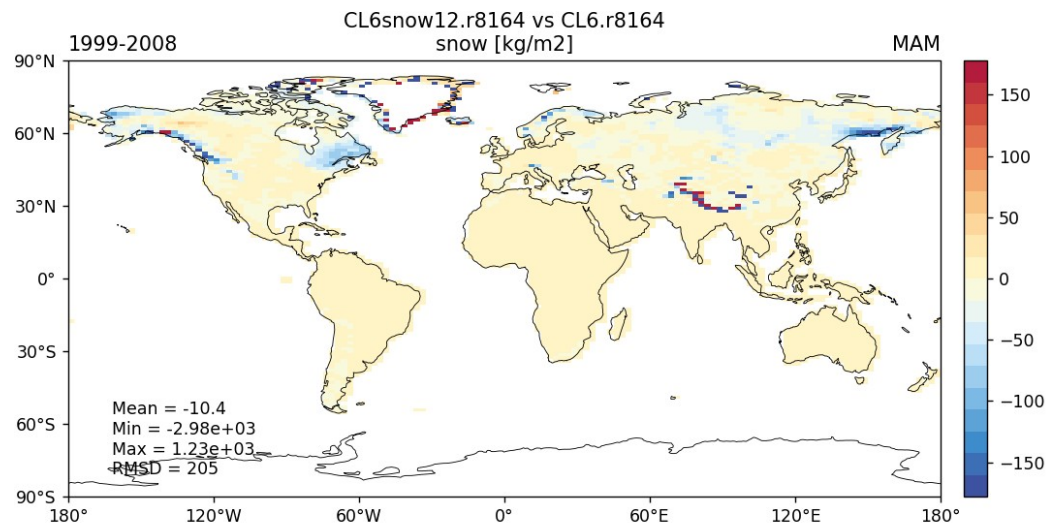 CL6snow12.r8164 vs CL6.r8164
1999-2008 snow [kg/m2] MAM
90°N
60°N
30°N
0°
30°S
60°S
90°S
Mean = -10.4
Min = -2.98e+03
Max = 1.23e+03
RMSD = 205
180° 120°W 60°W 0° 60°E 120°E 180°
150
100
50
0
−50
−100
−150